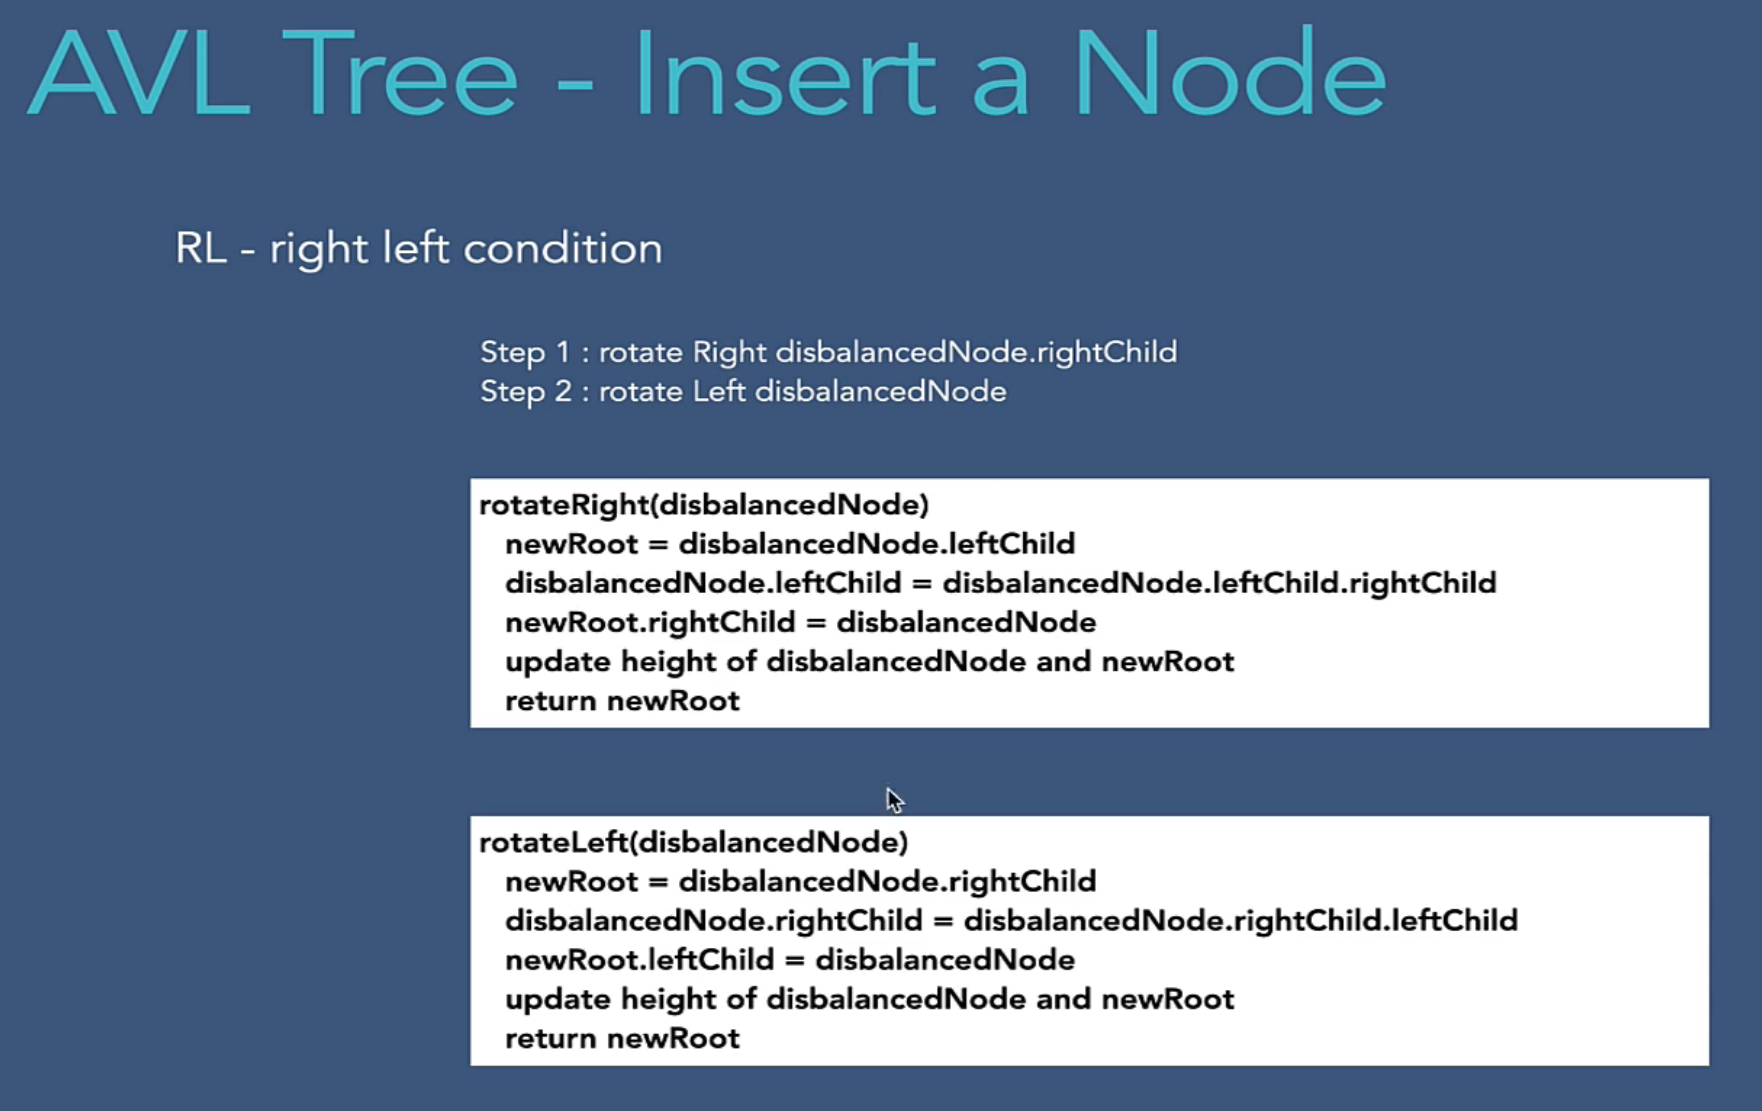 AVL Tree - Insert a Node
RL - right left condition
Step 1 : rotate Right disbalancedNode.rightChild
Step 2 : rotate Left disbalancedNode
rotateRight(disbalancedNode)
newRoot = disbalancedNode.leftChild
disbalancedNode.leftChild = disbalancedNode.leftChild.rightChild
newRoot.rightChild = disbalancedNode
update height of disbalancedNode and newRoot
return newRoot
rotateLeft(disbalancedNode)
newRoot = disbalancedNode.rightChild
disbalancedNode.rightChild = disbalancedNode.rightChild.leftChild
newRoot.leftChild = disbalancedNode
update height of disbalancedNode and newRoot
return newRoot